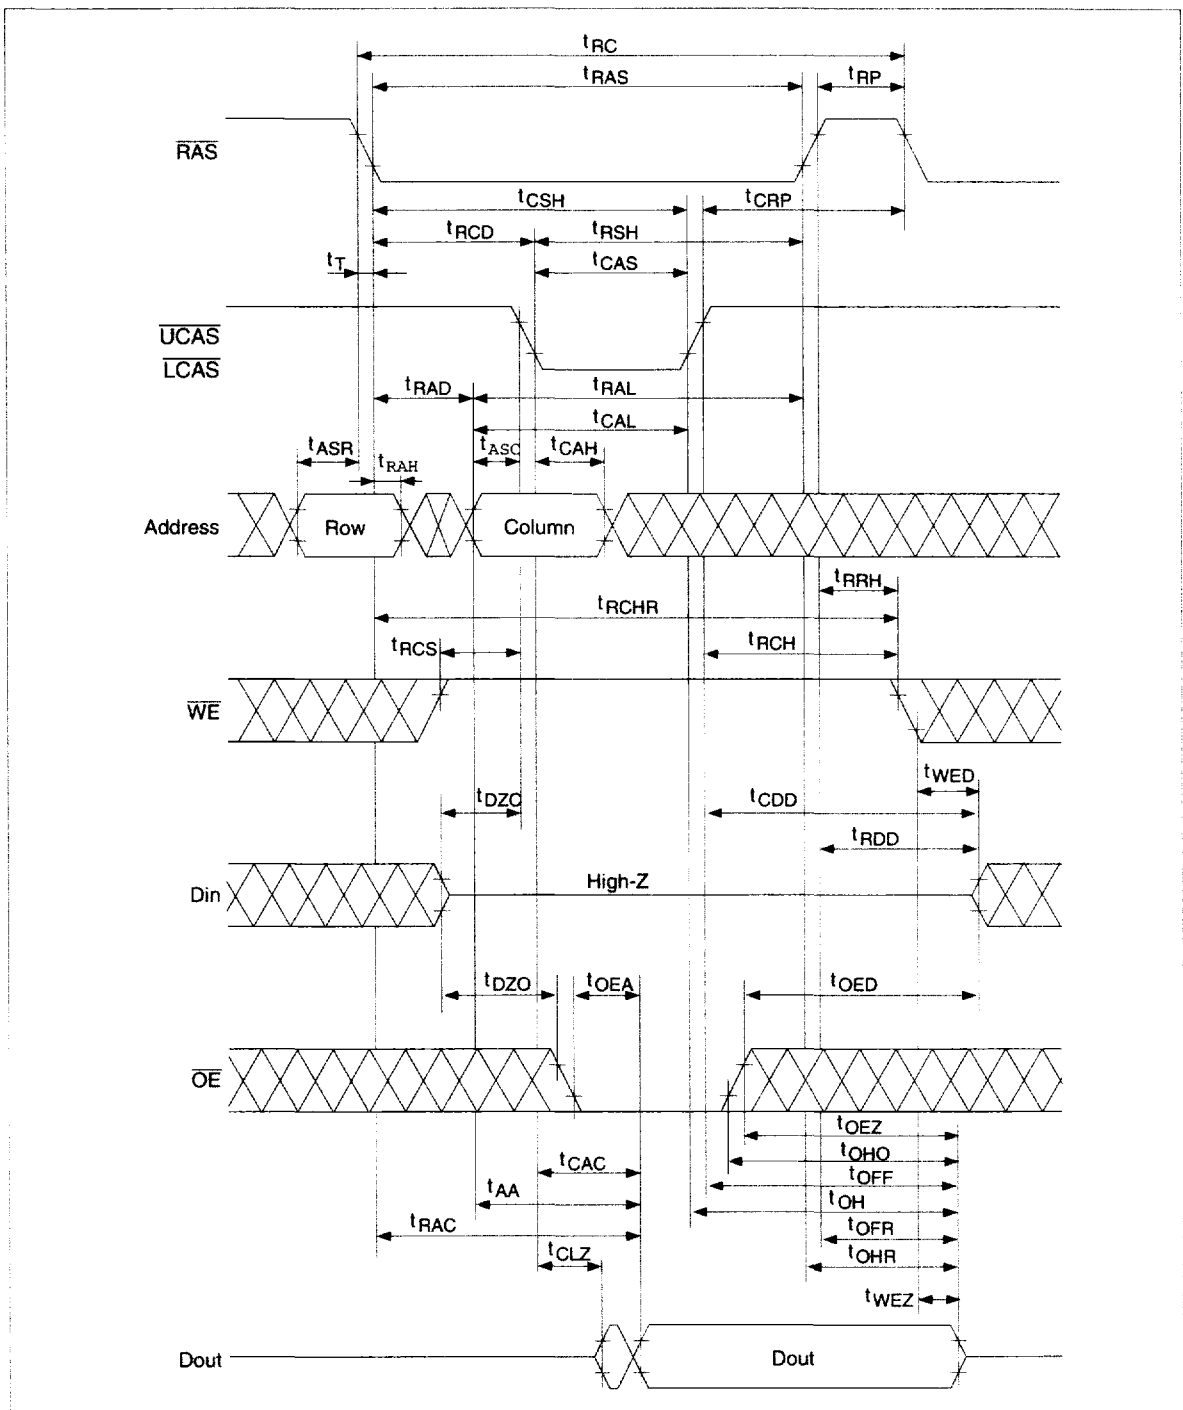 tRC
tRAS
tRP
RAS
tCSH
tCRP
tRCD
tRSH
tT
tCAS
UCAS
LCAS
tRAD
tRAL
tCAL
tASR
tASC
tCAH
tRAH
Address
Row
Column
tRRH
tRCHR
tRCS
tRCH
WE
tWED
tDZC
tCDD
tRDD
Din
High-Z
tDZO
tOEA
tOED
OE
tOEZ
tOHO
tCAC
tOFF
tAA
tOH
tRAC
tOFR
tCLZ
tOHR
tWEZ
Dout
Dout